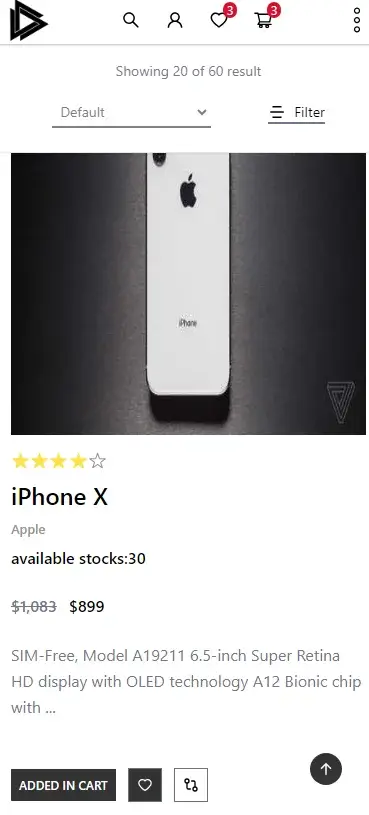 3
3
Showing 20 of 60 result
Default
Filter
iPhone
iPhone X
Apple
available stocks:30
$1,083 $899
SIM-Free, Model A19211 6.5-inch Super Retina
HD display with OLED technology A12 Bionic chip
with ...
ADDED IN CART